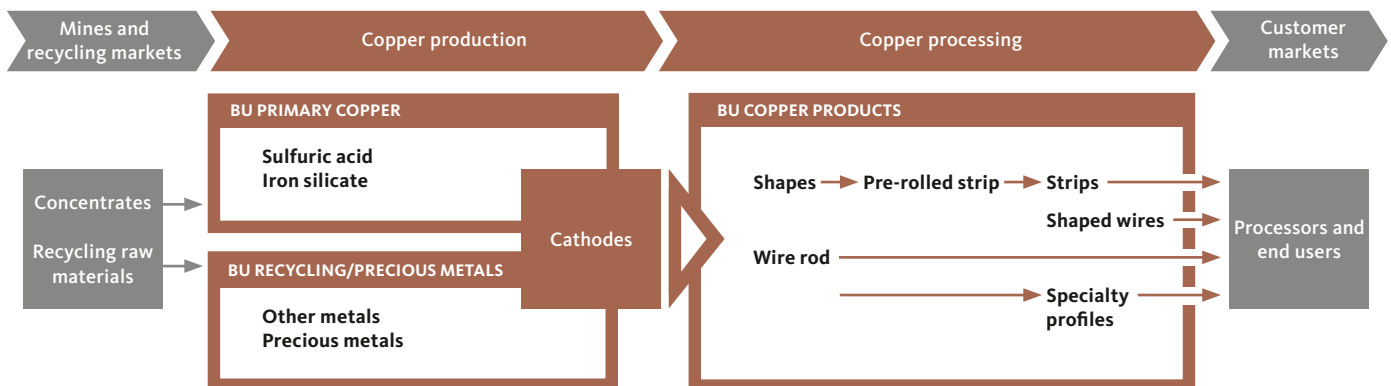 Mines and
recycling markets
Copper production
Copper processing
Customer
markets
BU PRIMARY COPPER
Sulfuric acid
Iron silicate
Concentrates
Recycling raw
materials
Cathodes
BU RECYCLING/PRECIOUS METALS
Other metals
Precious metals
BU COPPER PRODUCTS
Shapes
Pre-rolled strip
Strips
Shaped wires
Wire rod
Specialty
profiles
Processors and
end users